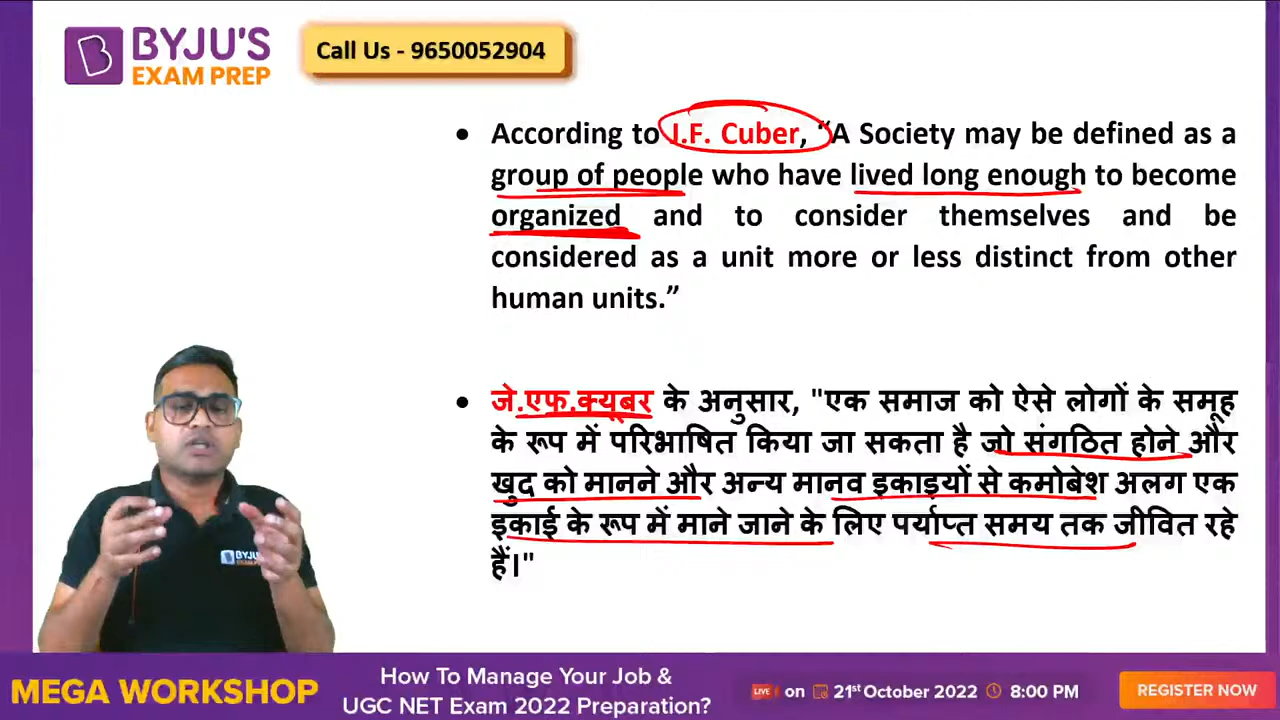 BYJU'S
EXAM PREP
Call Us - 9650052904
• According to J.F. Cuber, “A Society may be defined as a
group of people who have lived long enough to become
organized and to consider themselves and be
considered as a unit more or less distinct from other
human units.”
• जे.एफ.क्यूबर के अनुसार, "एक समाज को ऐसे लोगों के समूह
के रूप में परिभाषित किया जा सकता है जो संगठित होने और
खुद को मानने और अन्य मानव इकाइयों से कमोबेश अलग एक
इकाई के रूप में माने जाने के लिए पर्याप्त समय तक जीवित रहे
हैं।"
BYJU'S
EXAM PREP
MEGA WORKSHOP
How To Manage Your Job &
UGC NET Exam 2022 Preparation?
LIVE on 21st October 2022 8:00 PM
REGISTER NOW